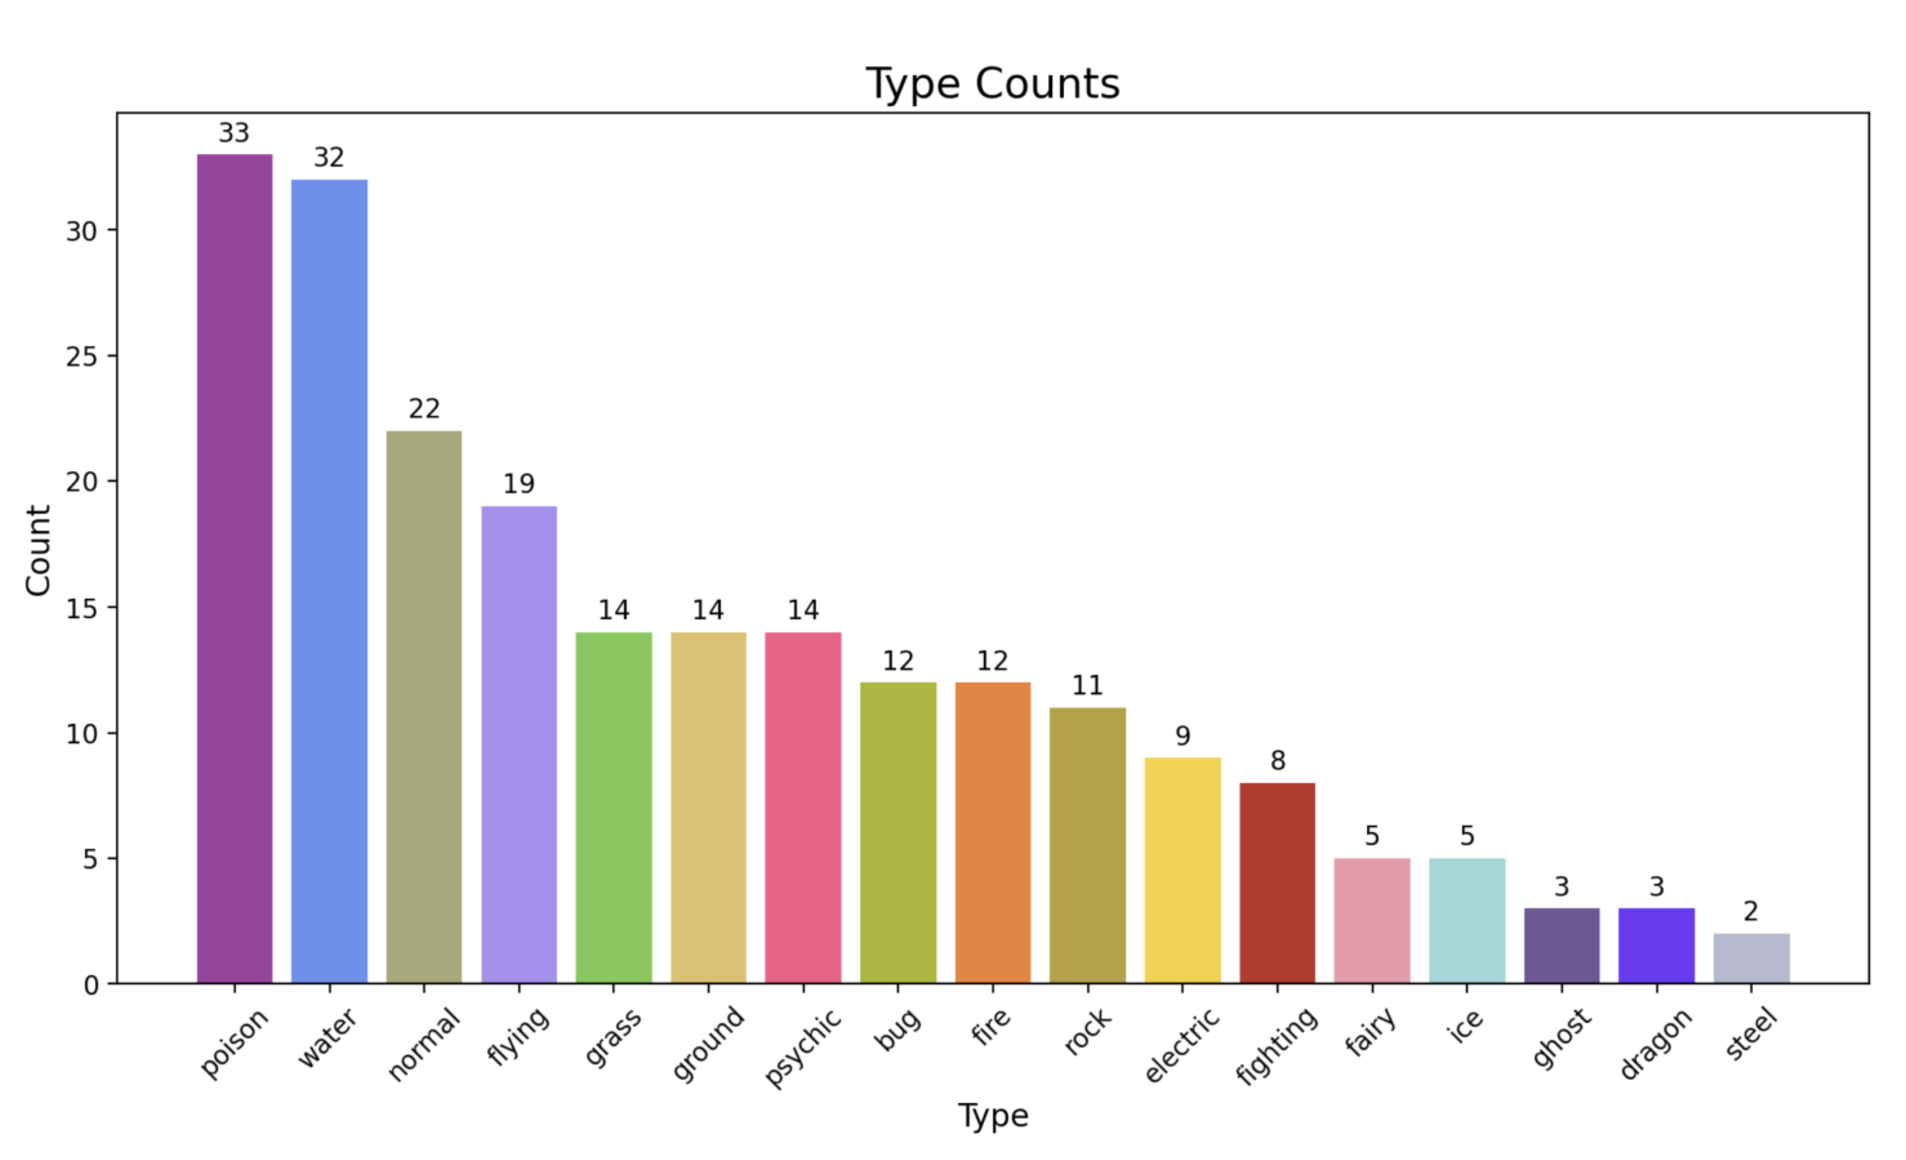 Type Counts
33
32
22
19
14
14
14
12
12
11
9
8
5
5
3
3
2
30
25
20
15
10
5
0
Count
poison
water
normal
flying
grass
ground
psychic
bug
fire
rock
electric
fighting
fairy
ice
ghost
dragon
steel
Type